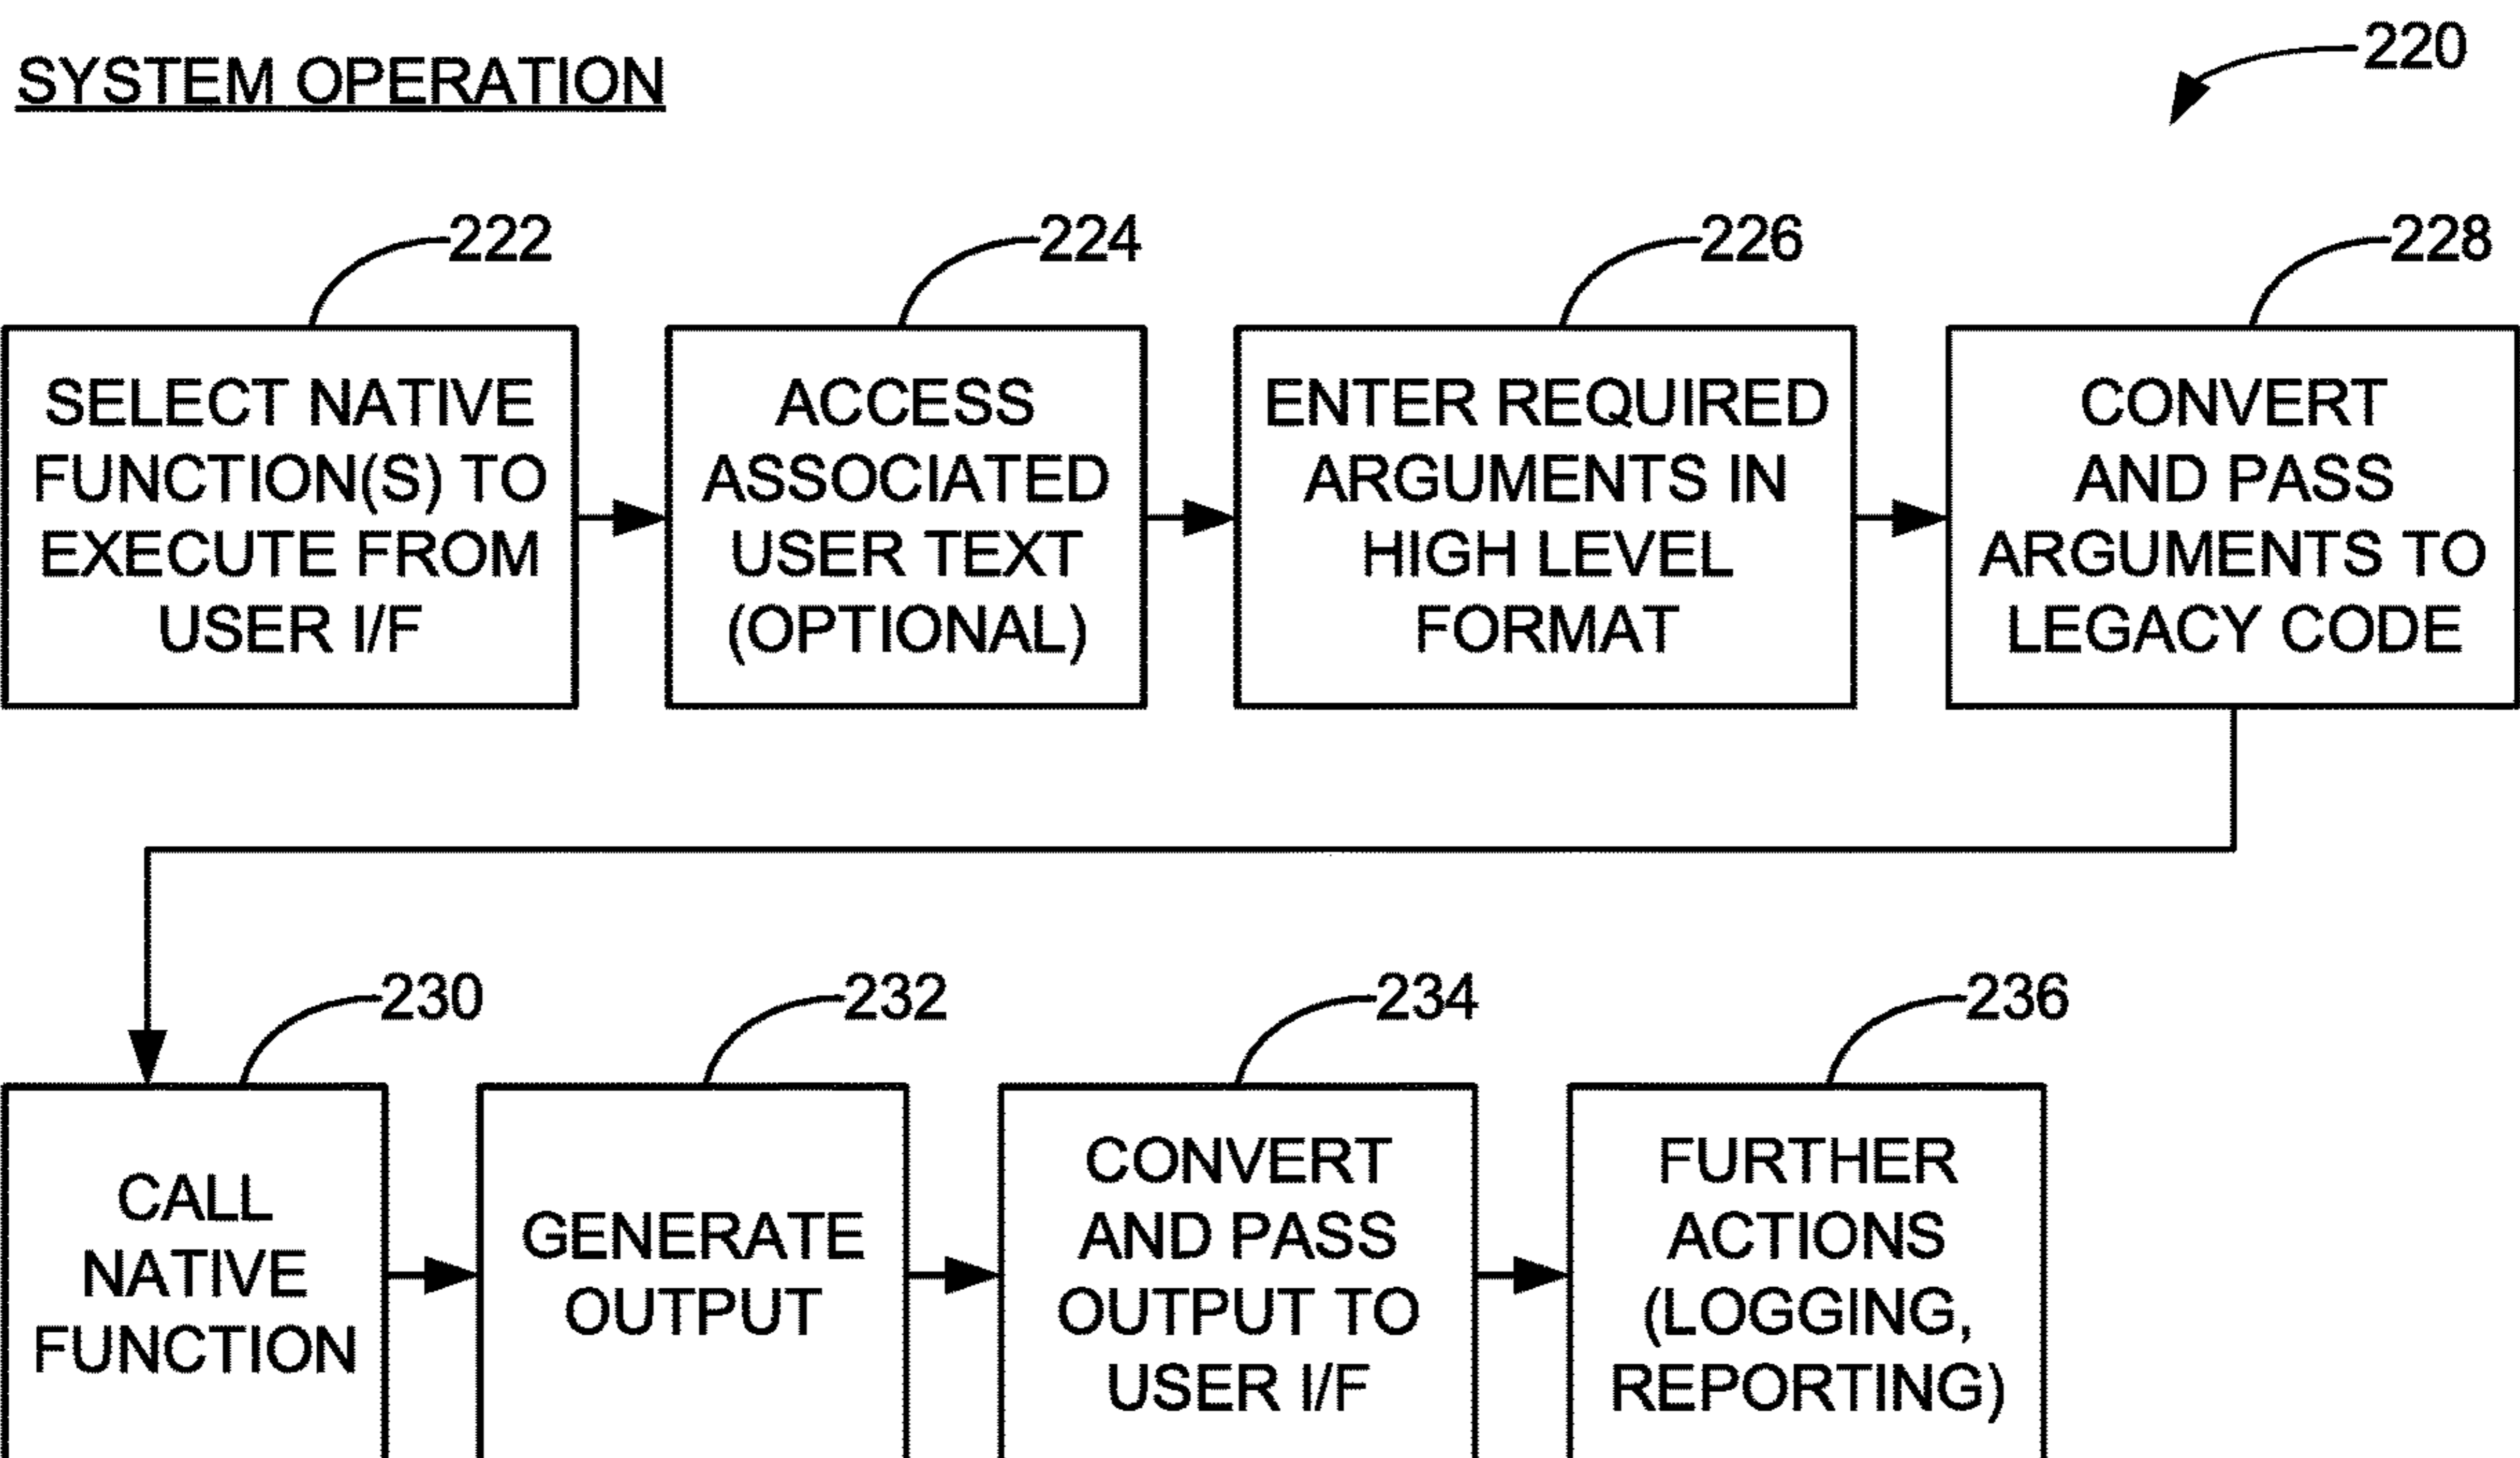 SYSTEM OPERATION
220
222
SELECT NATIVE
FUNCTION(S) TO
EXECUTE FROM
USER I/F
224
ACCESS
ASSOCIATED
USER TEXT
(OPTIONAL)
226
ENTER REQUIRED
ARGUMENTS IN
HIGH LEVEL
FORMAT
228
CONVERT
AND PASS
ARGUMENTS TO
LEGACY CODE
230
CALL
NATIVE
FUNCTION
232
GENERATE
OUTPUT
234
CONVERT
AND PASS
OUTPUT TO
USER I/F
236
FURTHER
ACTIONS
(LOGGING,
REPORTING)